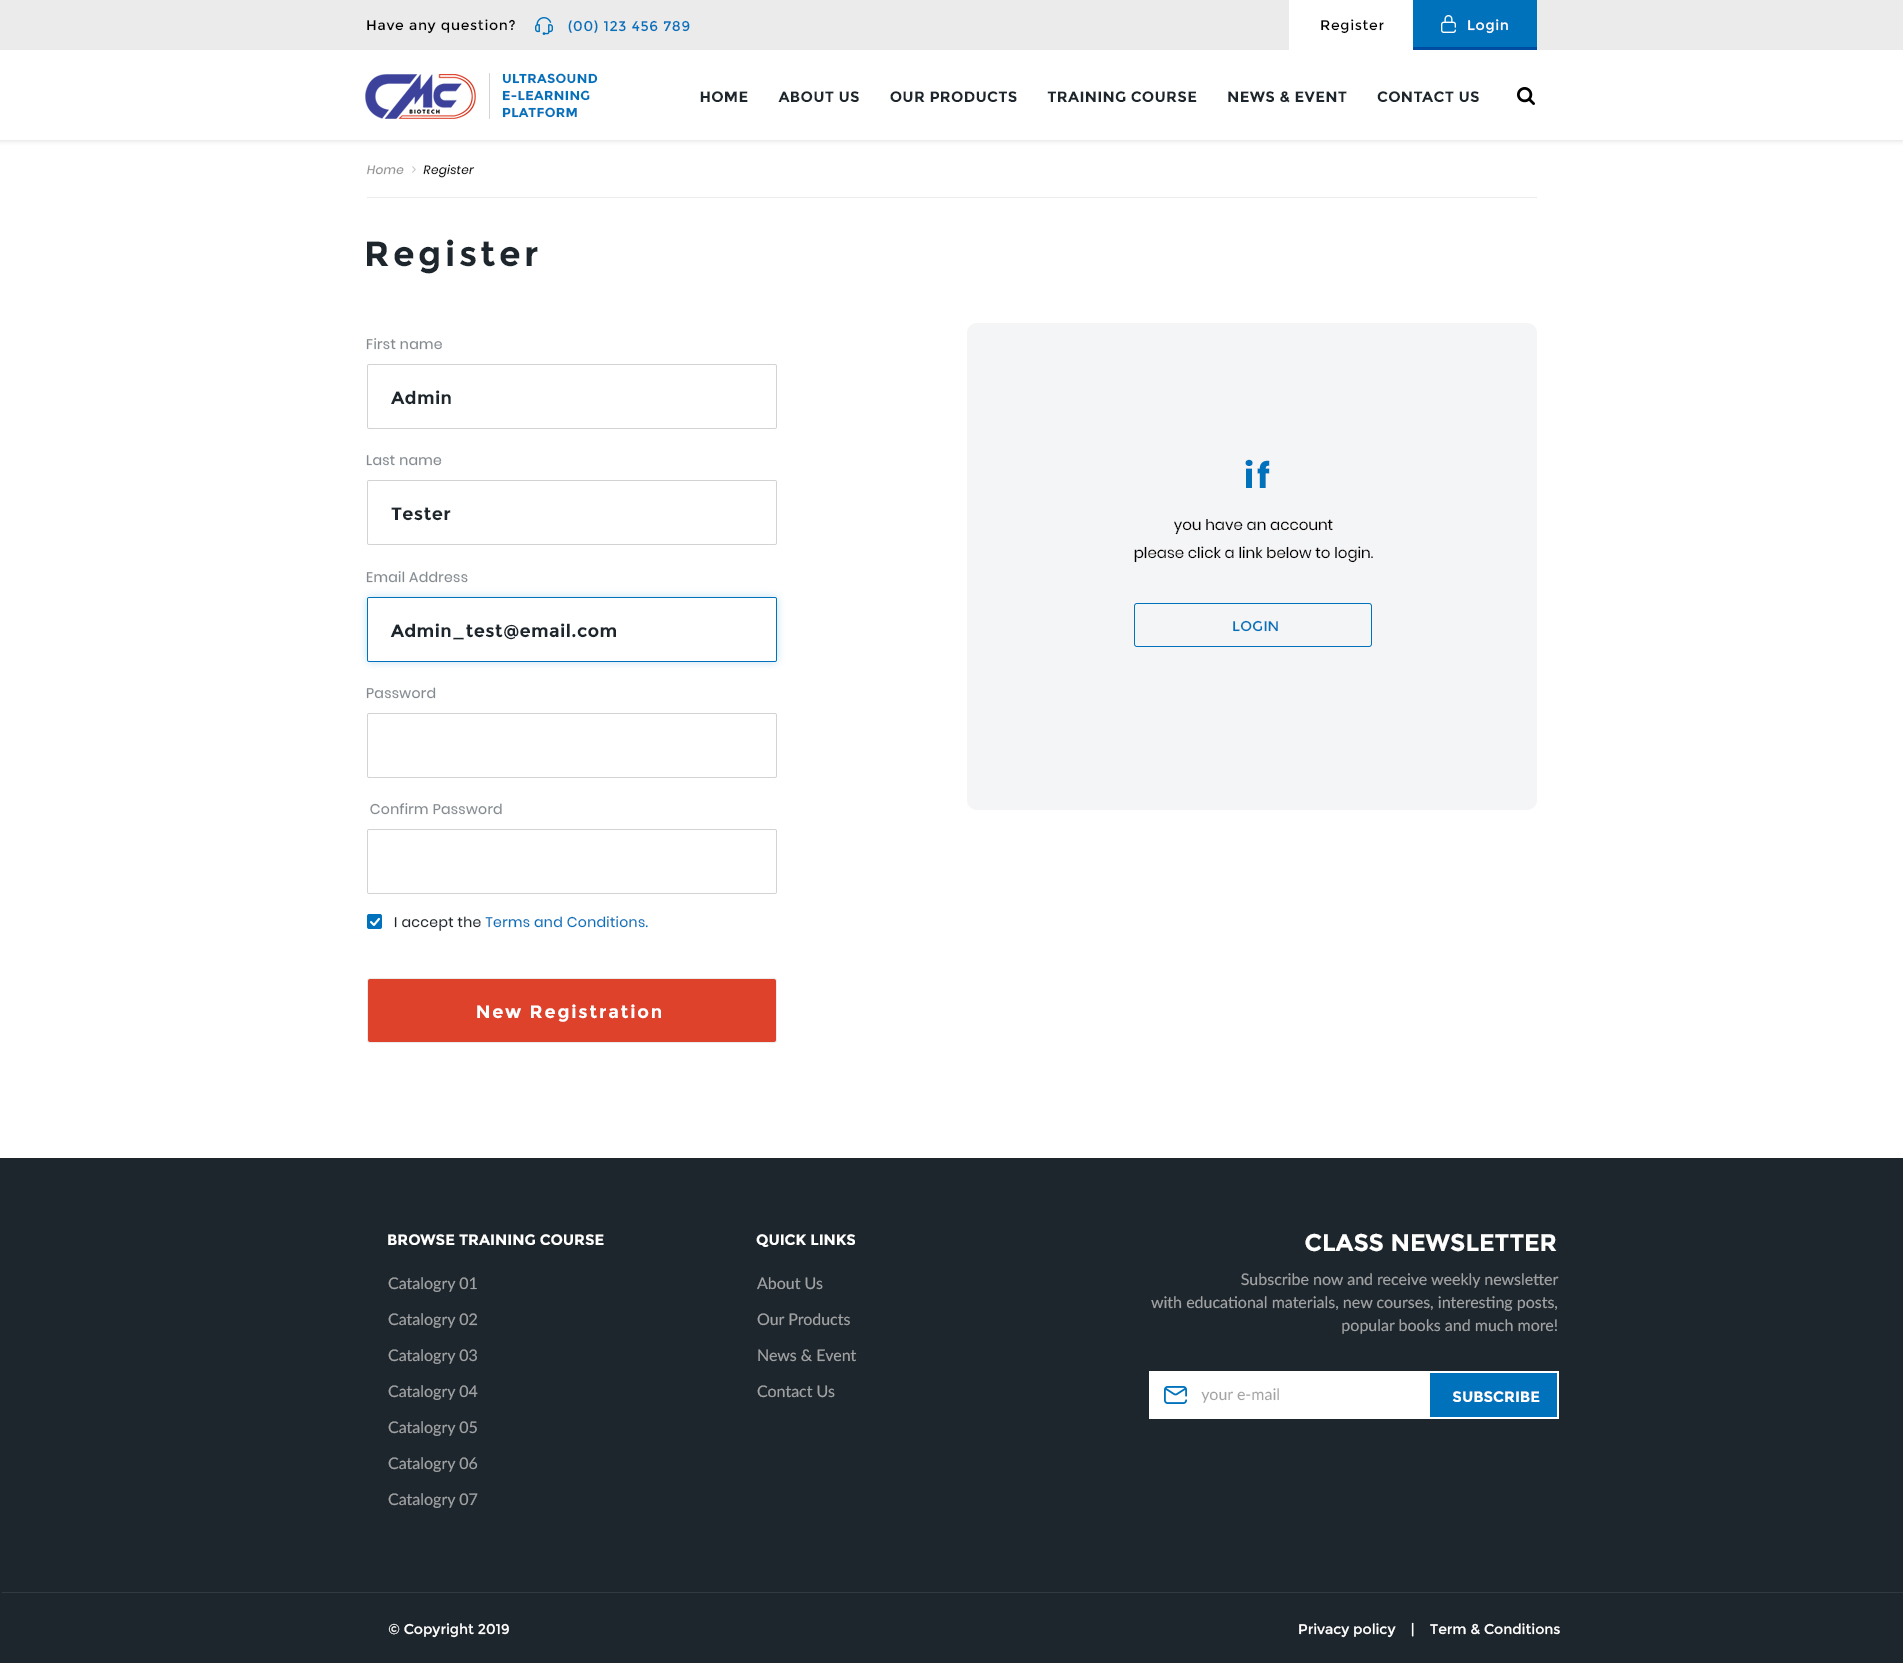 Have any question?
(00) 123 456 789
Register
Login
CMC
BIOTECH
ULTRASOUND
E-LEARNING
PLATFORM
HOME
ABOUT US
OUR PRODUCTS
TRAINING COURSE
NEWS & EVENT
CONTACT US
Home › Register
Register
First name
Admin
Last name
Tester
Email Address
Admin_test@email.com
Password
Confirm Password
I accept the Terms and Conditions.
New Registration
if
you have an account
please click a link below to login.
LOGIN
BROWSE TRAINING COURSE
Catalogry 01
Catalogry 02
Catalogry 03
Catalogry 04
Catalogry 05
Catalogry 06
Catalogry 07
QUICK LINKS
About Us
Our Products
News & Event
Contact Us
CLASS NEWSLETTER
Subscribe now and receive weekly newsletter
with educational materials, new courses, interesting posts,
popular books and much more!
your e-mail
SUBSCRIBE
© Copyright 2019
Privacy policy | Term & Conditions